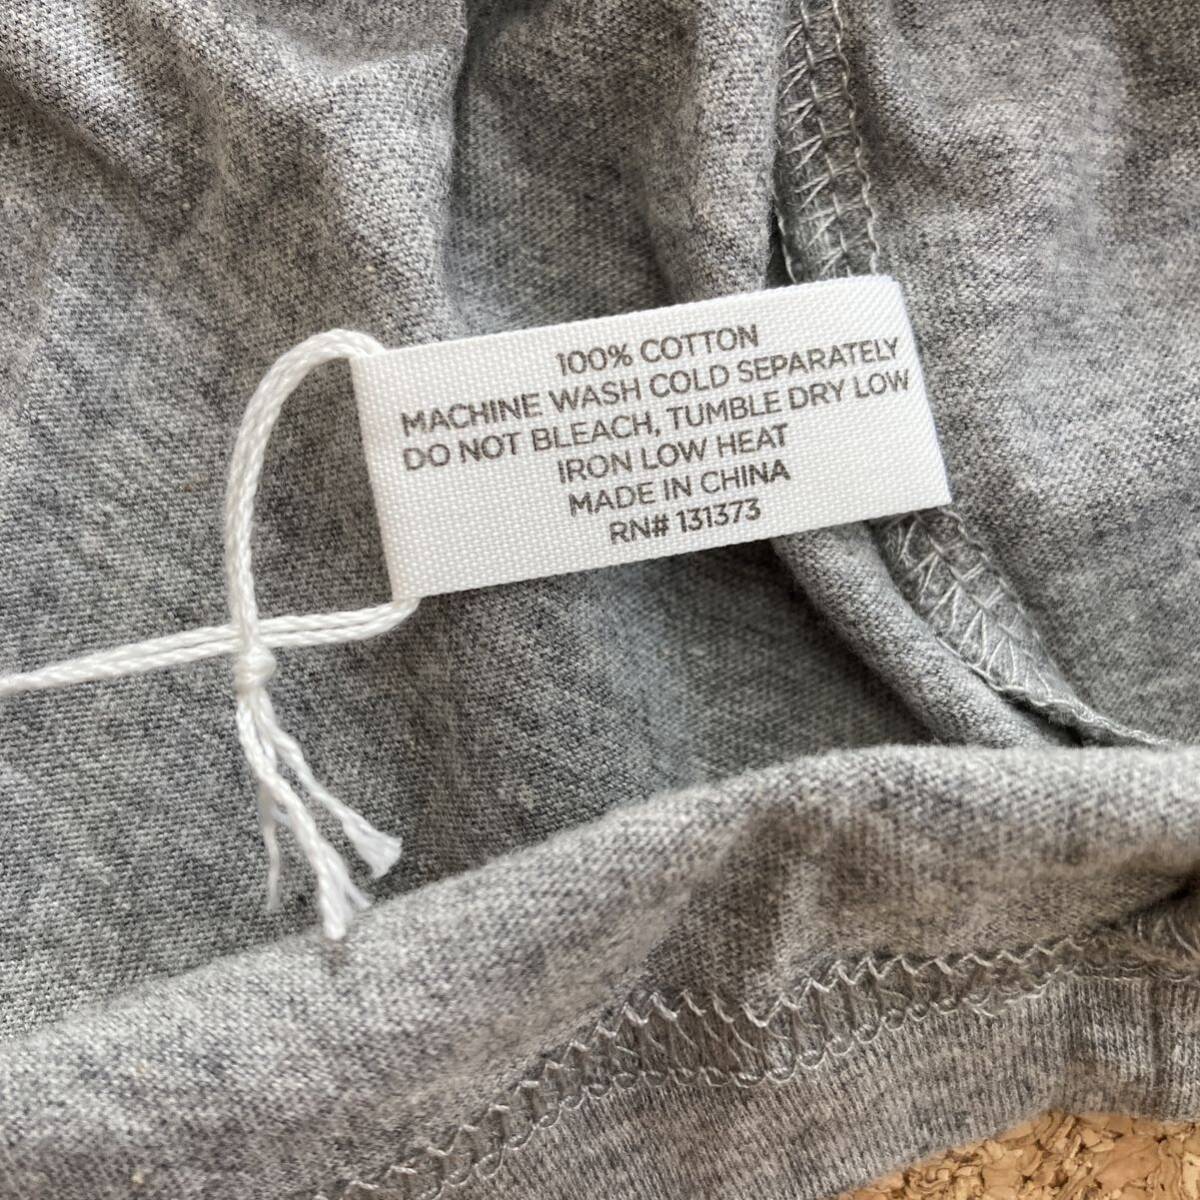 100% COTTON
MACHINE WASH COLD SEPARATELY
DO NOT BLEACH, TUMBLE DRY LOW
IRON LOW HEAT
MADE IN CHINA
RN# 131373